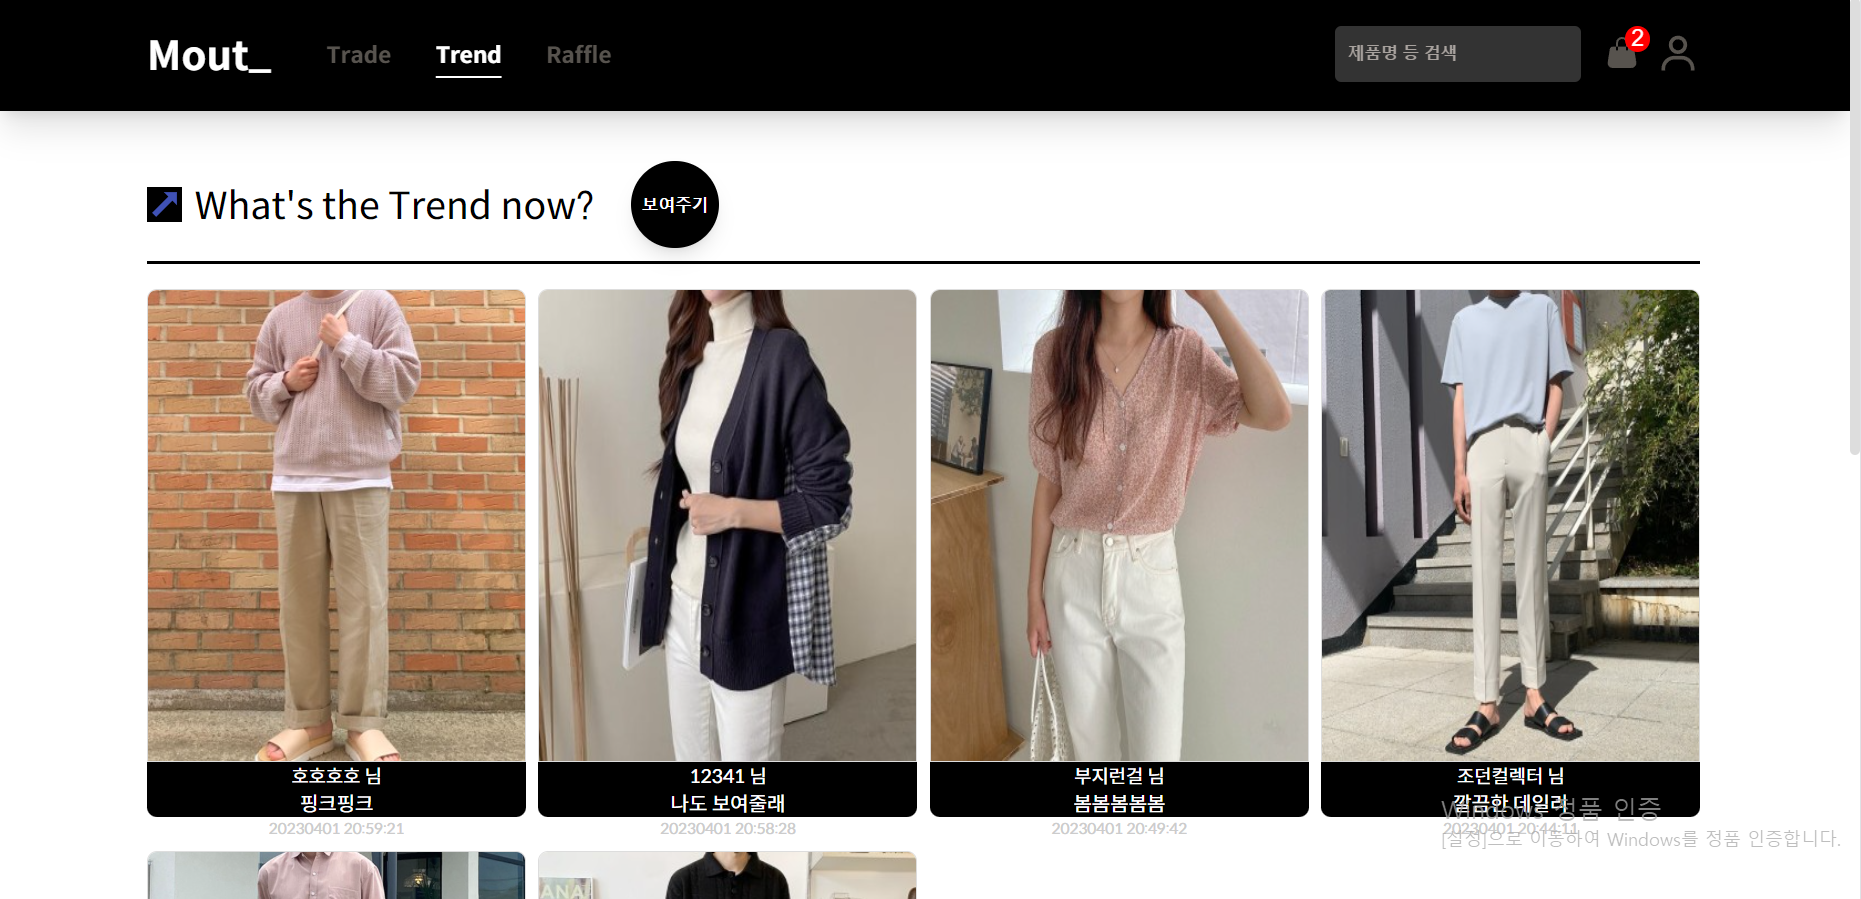 Mout_
Trade
Trend
Raffle
제품명 등 검색
2
What's the Trend now?
보여주기
호호호호 님
핑크핑크
20230401 20:59:21
12341 님
나도 보여줄래
20230401 20:58:28
부지런걸 님
봄봄봄봄봄
20230401 20:49:42
조던컬렉터 님
깔끔한 데일리
20230401 20:44:11
Windows 정품 인증
[설정]으로 이동하여 Windows를 정품 인증합니다.
ANA